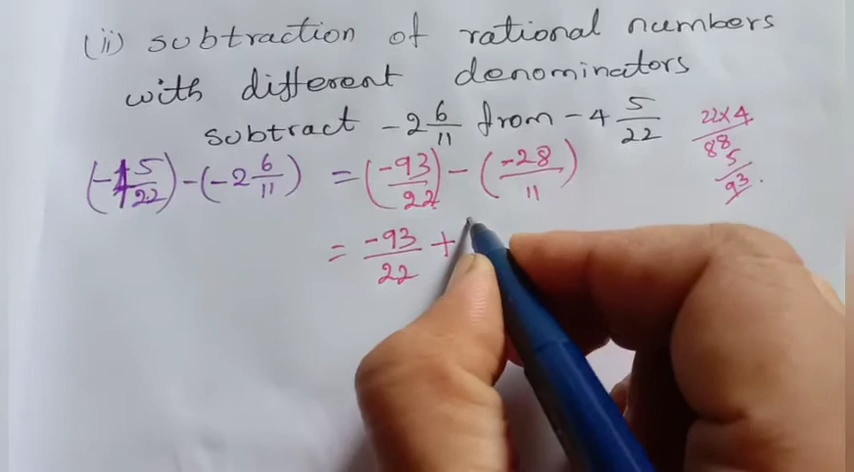 (ii) subtraction of rational numbers
with different denominators
subtract -2 6/11 from -4 5/22
(-4 5/22) - (-2 6/11) = (-93/22) - (-28/11)
= -93/22 +
22×4
88
5
93.